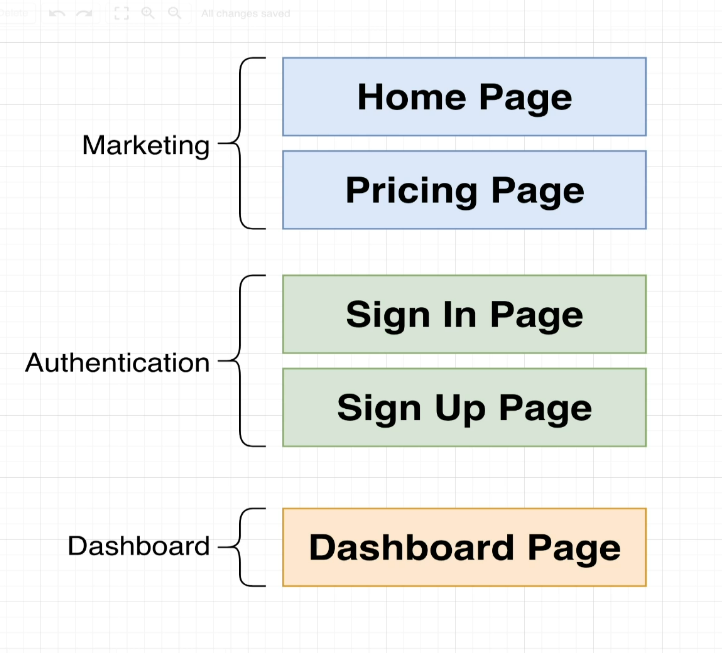 All changes saved
Home Page
Marketing
Pricing Page
Sign In Page
Authentication
Sign Up Page
Dashboard
Dashboard Page